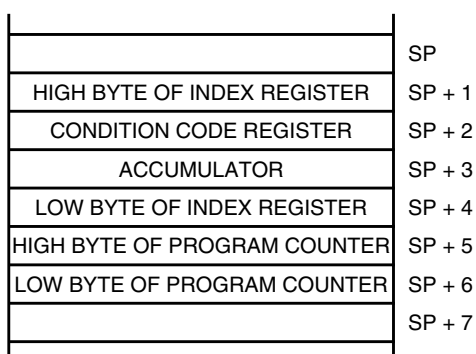 SP
HIGH BYTE OF INDEX REGISTER SP + 1
CONDITION CODE REGISTER SP + 2
ACCUMULATOR SP + 3
LOW BYTE OF INDEX REGISTER SP + 4
HIGH BYTE OF PROGRAM COUNTER SP + 5
LOW BYTE OF PROGRAM COUNTER SP + 6
SP + 7